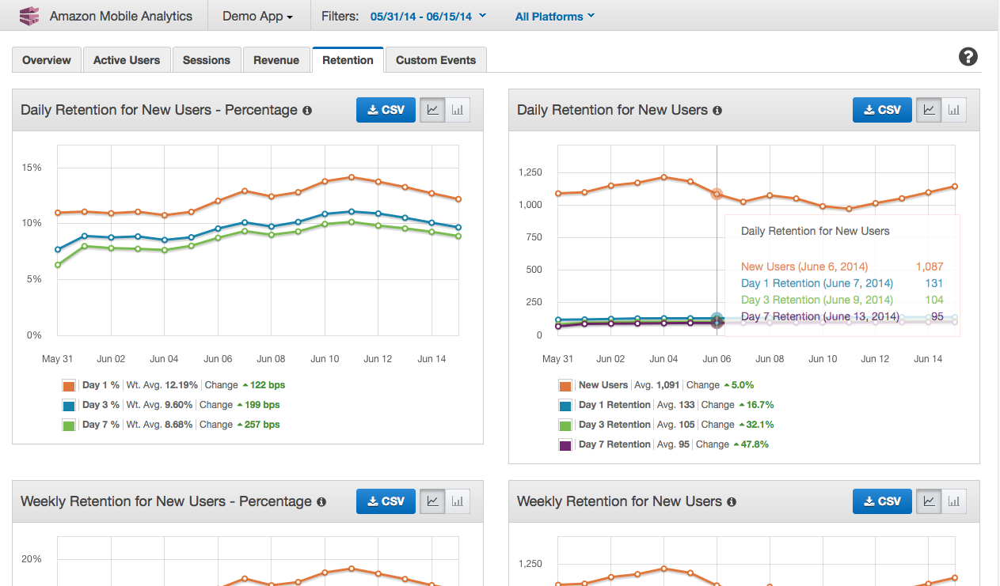 Amazon Mobile Analytics
Demo App
Filters: 05/31/14 - 06/15/14
All Platforms
Overview
Active Users
Sessions
Revenue
Retention
Custom Events
?
Daily Retention for New Users - Percentage
CSV
15%
10%
5%
0%
May 31 Jun 02 Jun 04 Jun 06 Jun 08 Jun 10 Jun 12 Jun 14
Day 1 % Wt. Avg. 12.19% Change 122 bps
Day 3 % Wt. Avg. 9.60% Change 199 bps
Day 7 % Wt. Avg. 8.68% Change 257 bps
Daily Retention for New Users
CSV
1,250
1,000
750
500
250
0
Daily Retention for New Users
New Users (June 6, 2014) 1,087
Day 1 Retention (June 7, 2014) 131
Day 3 Retention (June 9, 2014) 104
Day 7 Retention (June 13, 2014) 95
May 31 Jun 02 Jun 04 Jun 06 Jun 08 Jun 10 Jun 12 Jun 14
New Users Avg. 1,091 Change 5.0%
Day 1 Retention Avg. 133 Change 16.7%
Day 3 Retention Avg. 105 Change 32.1%
Day 7 Retention Avg. 95 Change 47.8%
Weekly Retention for New Users - Percentage
CSV
20%
Weekly Retention for New Users
CSV
1,250